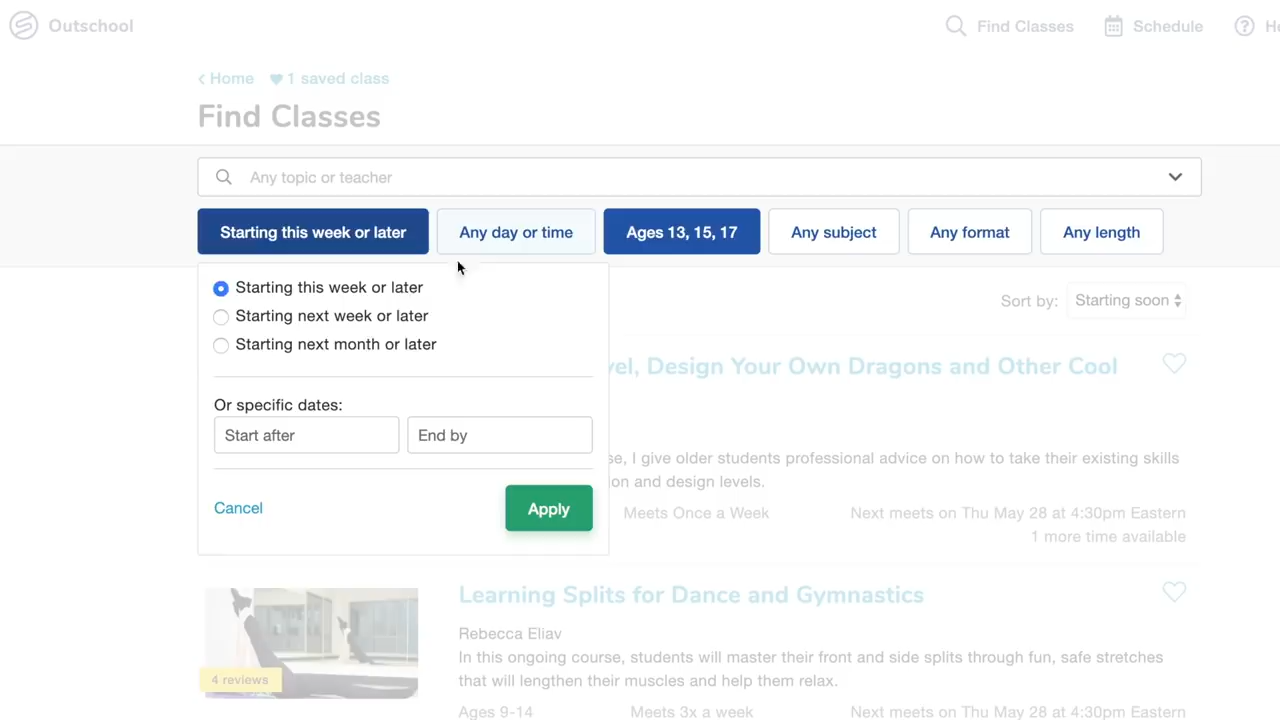 Outschool
Find Classes
Schedule
Home
1 saved class
Find Classes
Any topic or teacher
Starting this week or later
Any day or time
Ages 13, 15, 17
Any subject
Any format
Any length
Starting this week or later
Starting next week or later
Starting next month or later
Sort by:
Starting soon
Design Your Own Dragons and Other Cool
Or specific dates:
Start after
End by
I give older students professional advice on how to take their existing skills
and design levels.
Cancel
Apply
Meets Once a Week
Next meets on Thu May 28 at 4:30pm Eastern
1 more time available
Learning Splits for Dance and Gymnastics
Rebecca Eliav
In this ongoing course, students will master their front and side splits through fun, safe stretches
that will lengthen their muscles and help them relax.
4 reviews
Ages 9-14
Meets 3x a week
Next meets on Thu May 28 at 4:30pm Eastern